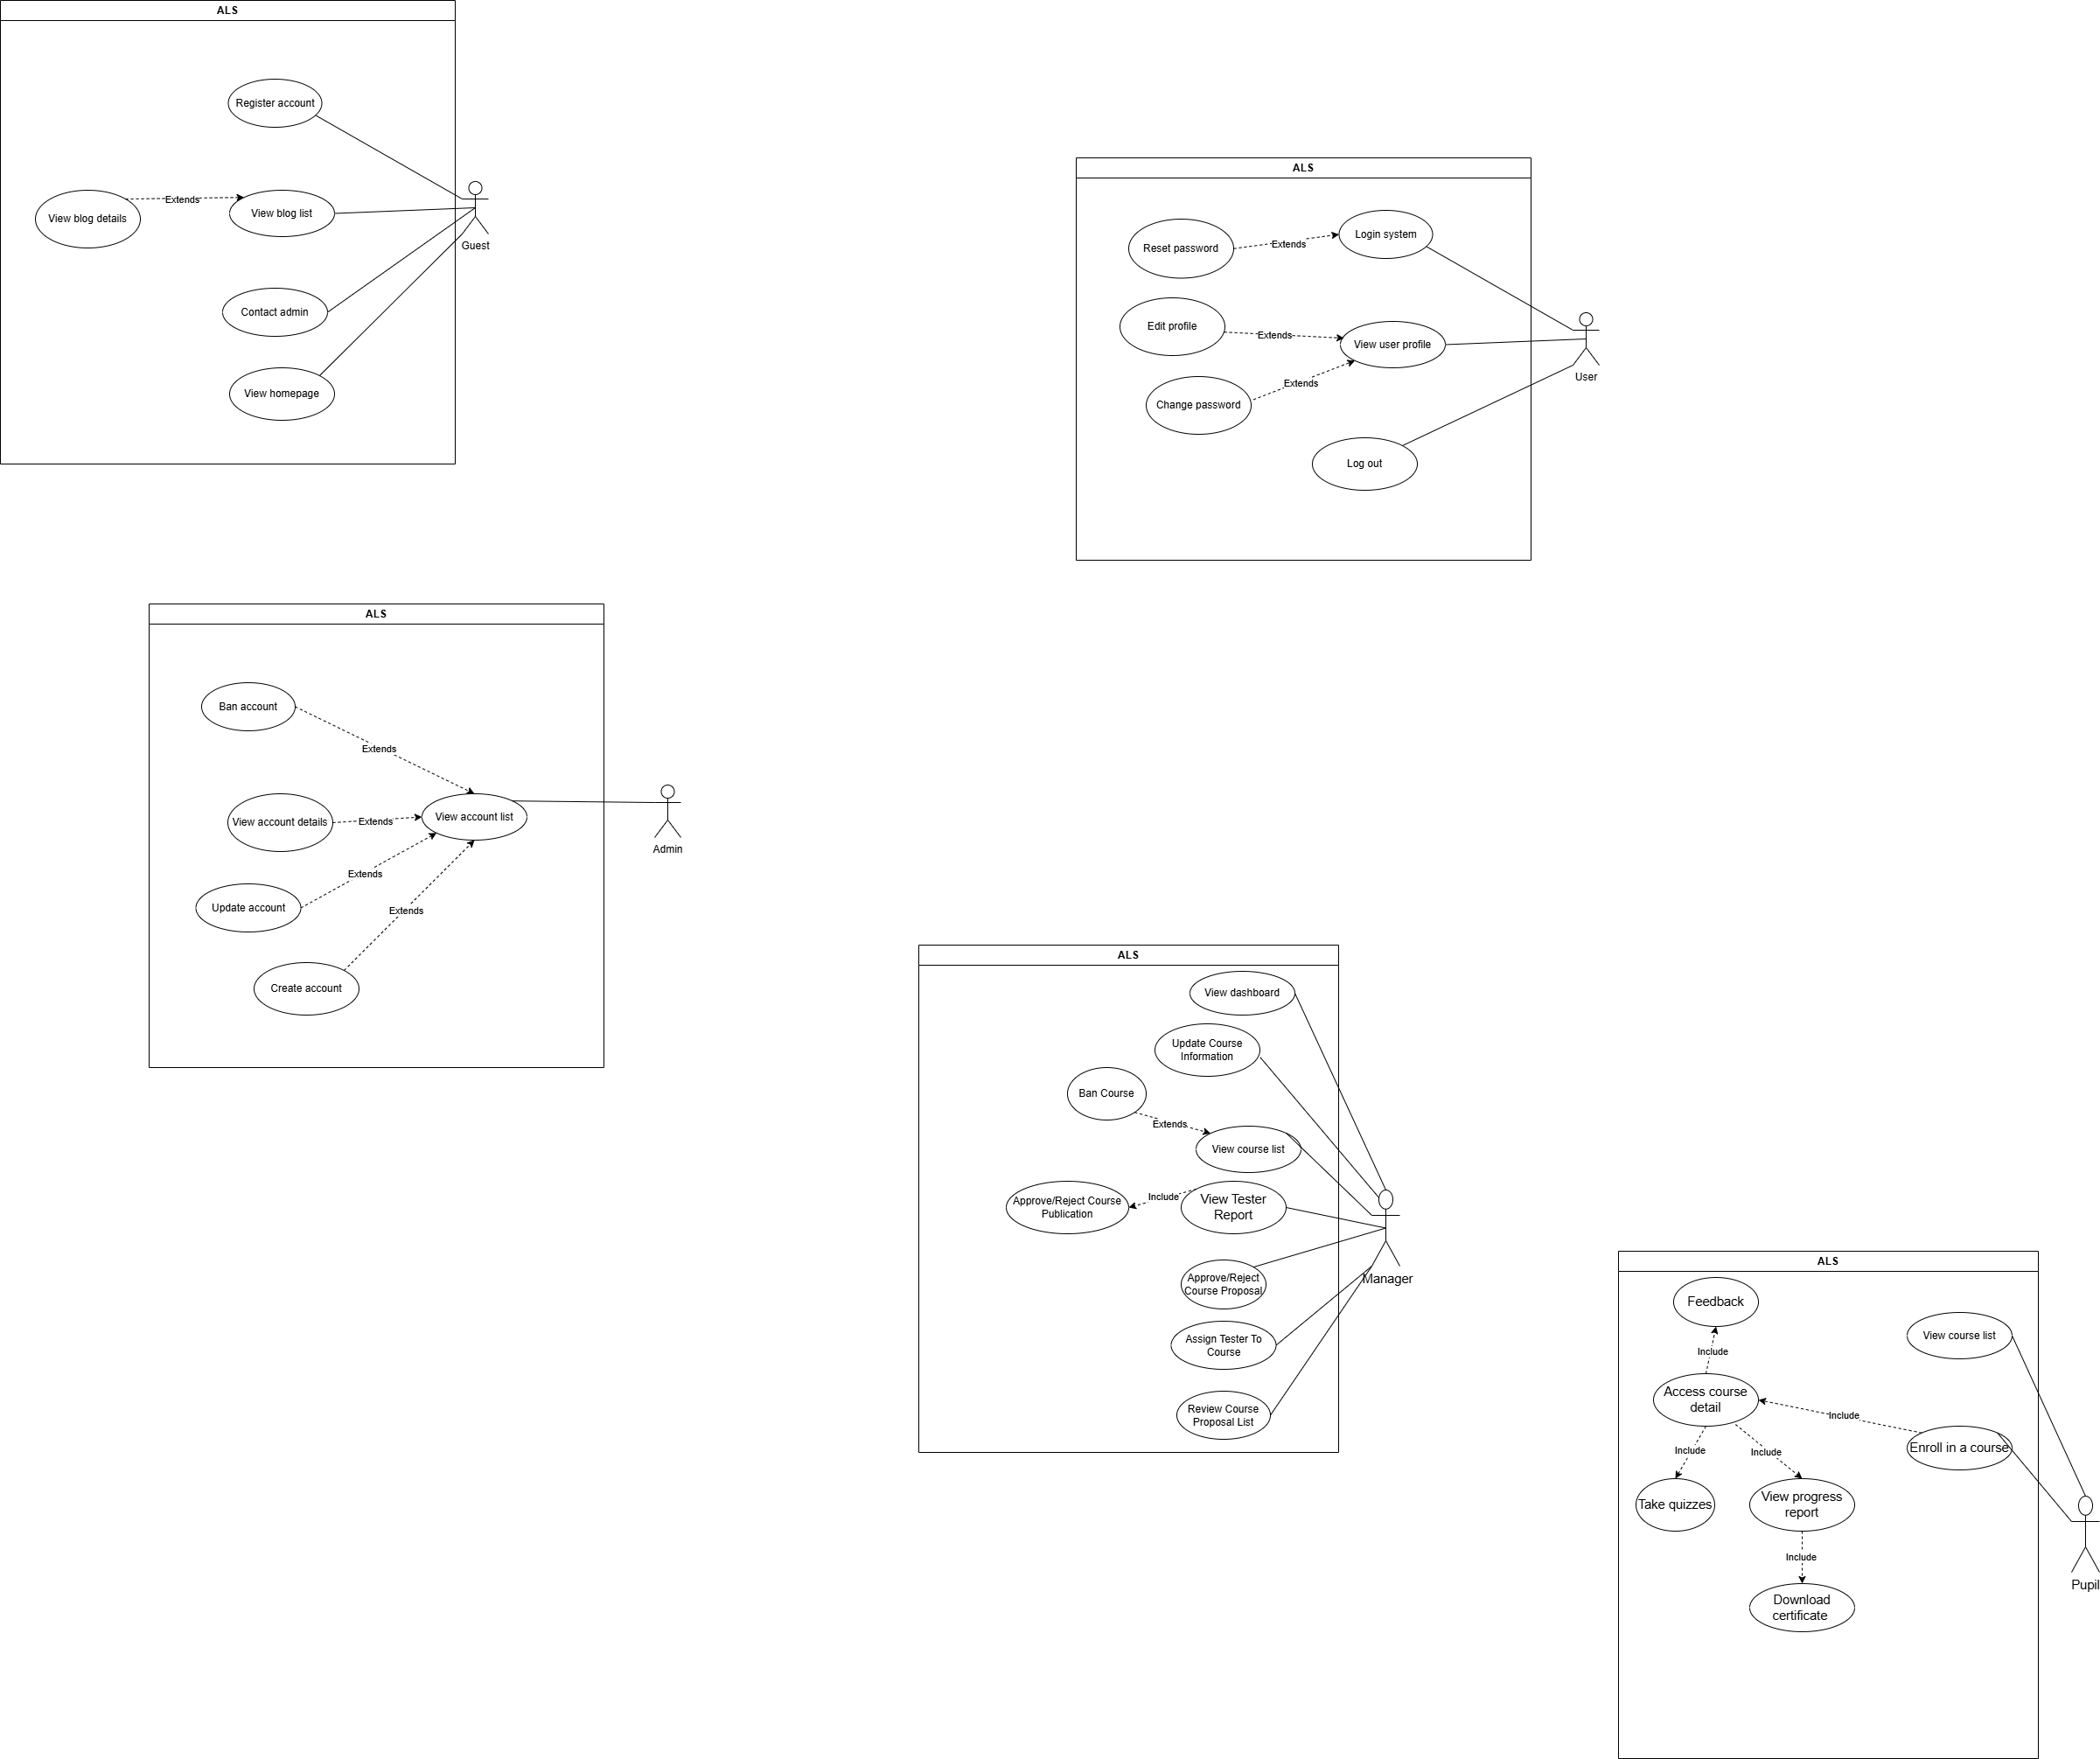 ALS
Register account
View blog details
Extends
View blog list
Guest
Contact admin
View homepage
ALS
Reset password
Extends
Login system
Edit profile
Extends
View user profile
Change password
Extends
User
Log out
ALS
Ban account
Extends
View account details
Extends
View account list
Admin
Update account
Extends
Create account
Extends
ALS
View dashboard
Update Course
Information
Ban Course
Extends
View course list
Approve/Reject Course
Publication
Include
View Tester
Report
Approve/Reject
Course Proposal
Manager
Assign Tester To
Course
Review Course
Proposal List
ALS
Feedback
View course list
Include
Access course
detail
Include
Enroll in a course
Include
Include
Take quizzes
View progress
report
Include
Download
certificate
Pupil